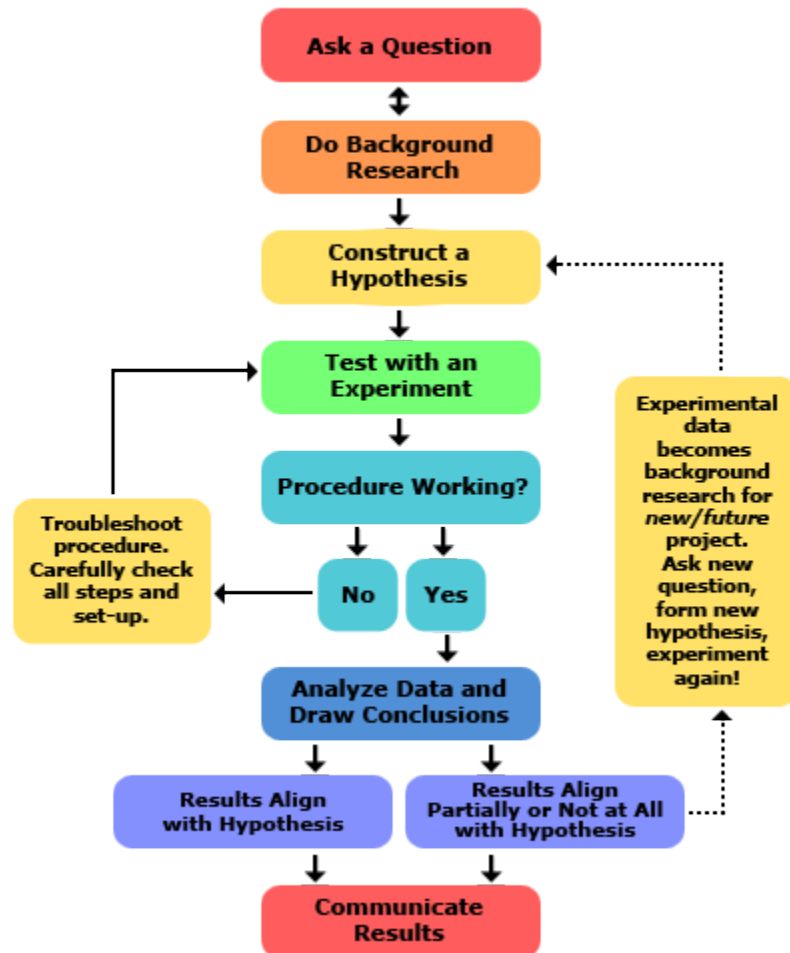 Ask a Question
Do Background
Research
Construct a
Hypothesis
Test with an
Experiment
Procedure Working?
No
Yes
Troubleshoot
procedure.
Carefully check
all steps and
set-up.
Experimental
data
becomes
background
research for
new/future
project.
Ask new
question,
form new
hypothesis,
experiment
again!
Analyze Data and
Draw Conclusions
Results Align
with Hypothesis
Results Align
Partially or Not at All
with Hypothesis
Communicate
Results